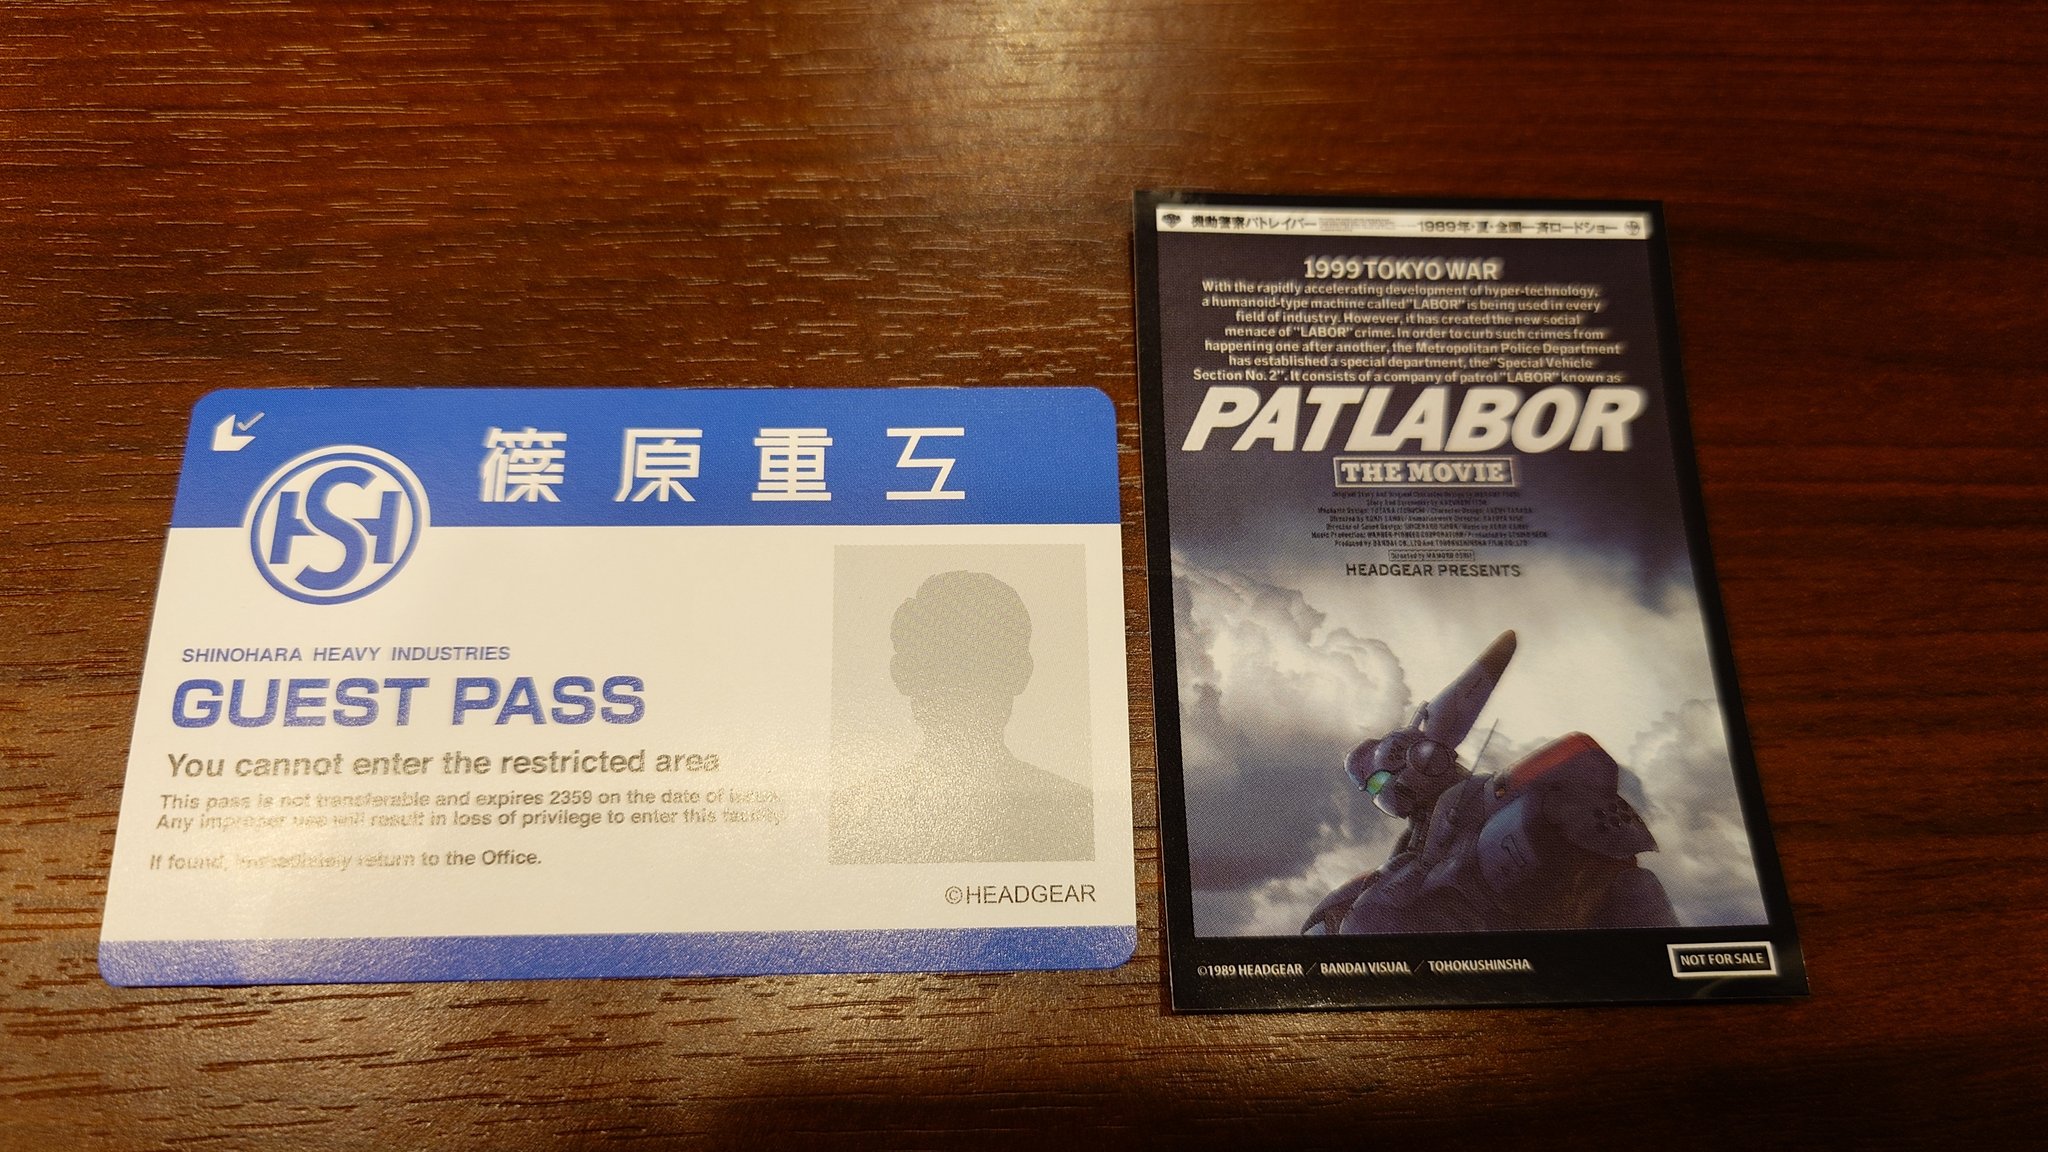 篠原重工
HSI
SHINOHARA HEAVY INDUSTRIES
GUEST PASS
You cannot enter the restricted area
This pass is not transferable and expires 2359 on the date of issue.
Any improper use will result in loss of privilege to enter this facility.
If found, immediately return to the Office.
©HEADGEAR
機動警察パトレイバー
1989年・夏・全国一斉ロードショー
1999 TOKYO WAR
With the rapidly accelerating development of hyper-technology,
a humanoid-type machine called "LABOR" is being used in every
field of industry. However, it has created the new social
menace of "LABOR" crime. In order to curb such crimes from
happening one after another, the Metropolitan Police Department
has established a special department, the "Special Vehicle
Section No. 2". It consists of a company of patrol "LABOR" known as
PATLABOR
THE MOVIE
Directed by MAMORU OSHII
HEADGEAR PRESENTS
©1989 HEADGEAR / BANDAI VISUAL / TOHOKUSHINSHA
NOT FOR SALE